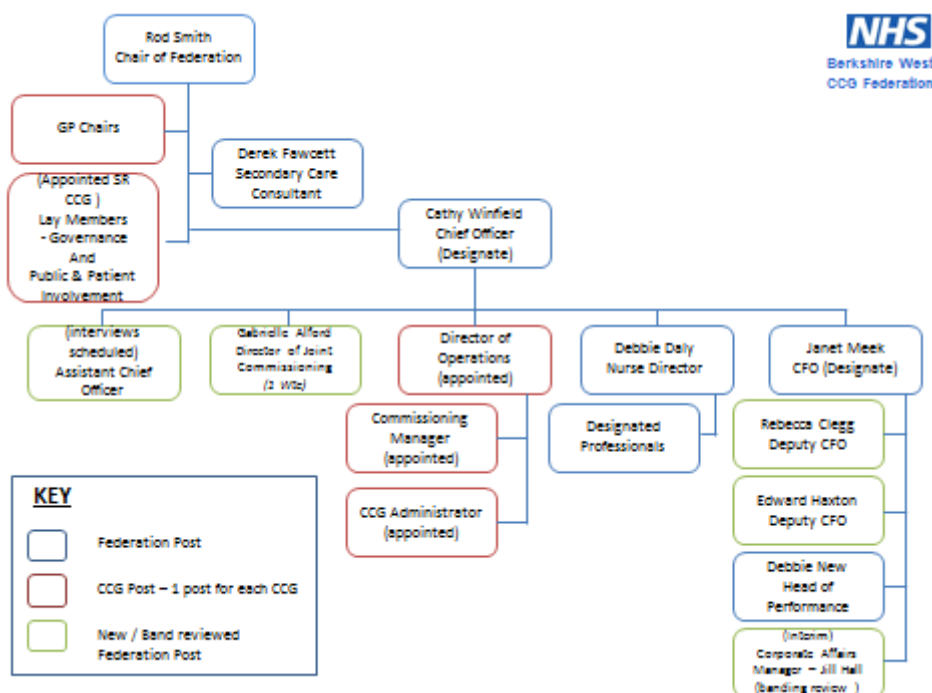 NHS
Berkshire West
CCG Federation
Rod Smith
Chair of Federation
GP Chairs
Derek Fawcett
Secondary Care
Consultant
(Appointed SR
CCG )
Lay Members
- Governance
And
Public & Patient
Involvement
Cathy Winfield
Chief Officer
(Designate)
(interviews
scheduled)
Assistant Chief
Officer
Gabrielle Alford
Director of Joint
Commissioning
Director of
Operations
(appointed)
Debbie Daly
Nurse Director
Janet Meek
CFO (Designate)
Commissioning
Manager
(appointed)
Designated
Professionals
Rebecca Clegg
Deputy CFO
CCG Administrator
(appointed)
Edward Haxton
Deputy CFO
Debbie New
Head of
Performance
(Interim)
Corporate Affairs
Manager – Jill Hall
(banding review )
KEY
Federation Post
CCG Post – 1 post for each CCG
New / Band reviewed
Federation Post